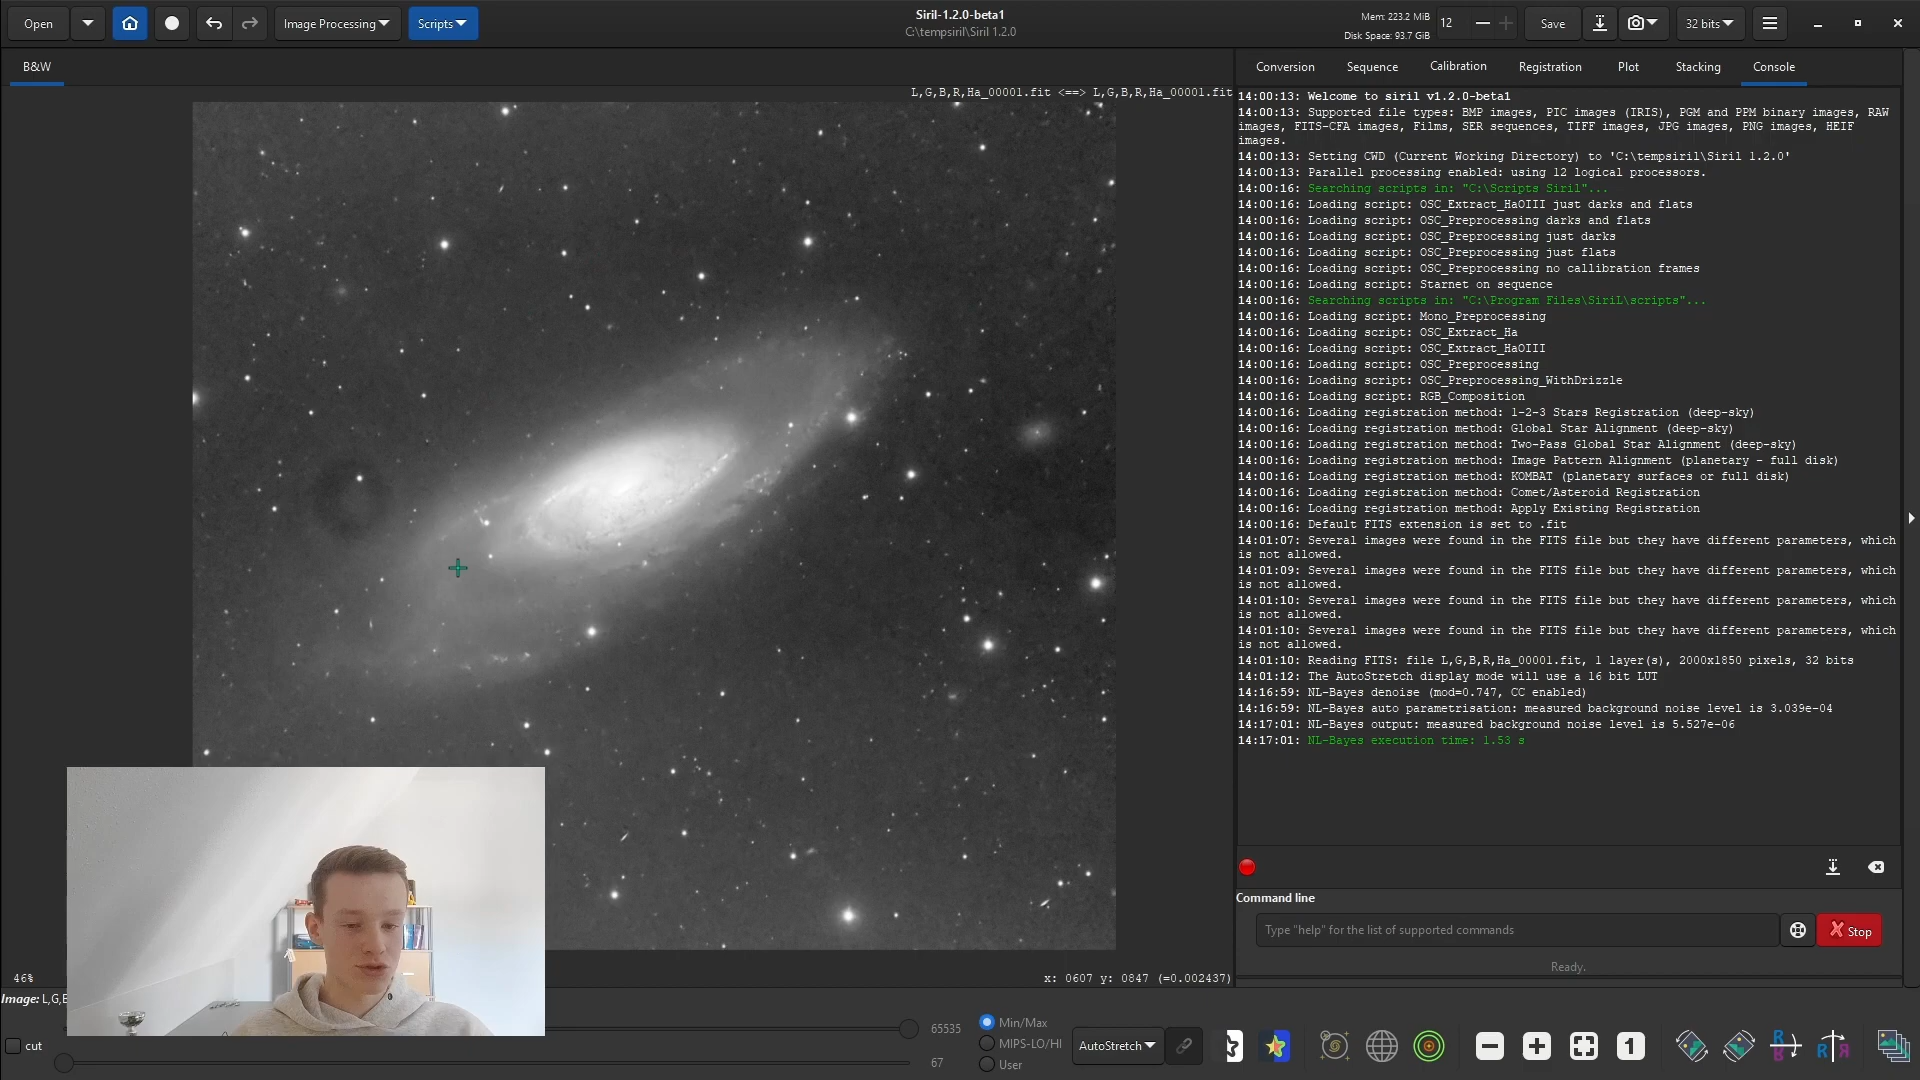 Open
Image Processing
Scripts
Siril-1.2.0-beta1
C:\tempsiril\Siril 1.2.0
Mem: 223.2 MiB
Disk Space: 93.7 GiB
12
Save
32 bits
B&W
Conversion
Sequence
Calibration
Registration
Plot
Stacking
Console
L,G,B,R,Ha_00001.fit <==> L,G,B,R,Ha_00001.fit
14:00:13: Welcome to siril v1.2.0-beta1
14:00:13: Supported file types: BMP images, PIC images (IRIS), PGM and PPM binary images, RAW
images, FITS-CFA images, Films, SER sequences, TIFF images, JPG images, PNG images, HEIF
images.
14:00:13: Setting CWD (Current Working Directory) to 'C:\tempsiril\Siril 1.2.0'
14:00:13: Parallel processing enabled: using 12 logical processors.
14:00:16: Searching scripts in: "C:\Scripts Siril"...
14:00:16: Loading script: OSC_Extract_HaOIII just darks and flats
14:00:16: Loading script: OSC_Preprocessing darks and flats
14:00:16: Loading script: OSC_Preprocessing just darks
14:00:16: Loading script: OSC_Preprocessing just flats
14:00:16: Loading script: OSC_Preprocessing no callibration frames
14:00:16: Loading script: Starnet on sequence
14:00:16: Searching scripts in: "C:\Program Files\SiriL\scripts"...
14:00:16: Loading script: Mono_Preprocessing
14:00:16: Loading script: OSC_Extract_Ha
14:00:16: Loading script: OSC_Extract_HaOIII
14:00:16: Loading script: OSC_Preprocessing
14:00:16: Loading script: OSC_Preprocessing_WithDrizzle
14:00:16: Loading script: RGB_Composition
14:00:16: Loading registration method: 1-2-3 Stars Registration (deep-sky)
14:00:16: Loading registration method: Global Star Alignment (deep-sky)
14:00:16: Loading registration method: Two-Pass Global Star Alignment (deep-sky)
14:00:16: Loading registration method: Image Pattern Alignment (planetary - full disk)
14:00:16: Loading registration method: KOMBAT (planetary surfaces or full disk)
14:00:16: Loading registration method: Comet/Asteroid Registration
14:00:16: Loading registration method: Apply Existing Registration
14:00:16: Default FITS extension is set to .fit
14:01:07: Several images were found in the FITS file but they have different parameters, which
is not allowed.
14:01:09: Several images were found in the FITS file but they have different parameters, which
is not allowed.
14:01:10: Several images were found in the FITS file but they have different parameters, which
is not allowed.
14:01:10: Several images were found in the FITS file but they have different parameters, which
is not allowed.
14:01:10: Reading FITS: file L,G,B,R,Ha_00001.fit, 1 layer(s), 2000x1850 pixels, 32 bits
14:01:12: The AutoStretch display mode will use a 16 bit LUT
14:16:59: NL-Bayes denoise (mod=0.747, CC enabled)
14:16:59: NL-Bayes auto parametrisation: measured background noise level is 3.039e-04
14:17:01: NL-Bayes output: measured background noise level is 5.527e-06
14:17:01: NL-Bayes execution time: 1.53 s
Command line
Type "help" for the list of supported commands
Stop
Ready.
46%
x: 0607 y: 0847 (=0.002437)
Image: L,G,B
65535
67
cut
Min/Max
MIPS-LO/HI
User
AutoStretch
1
R
R
R
R